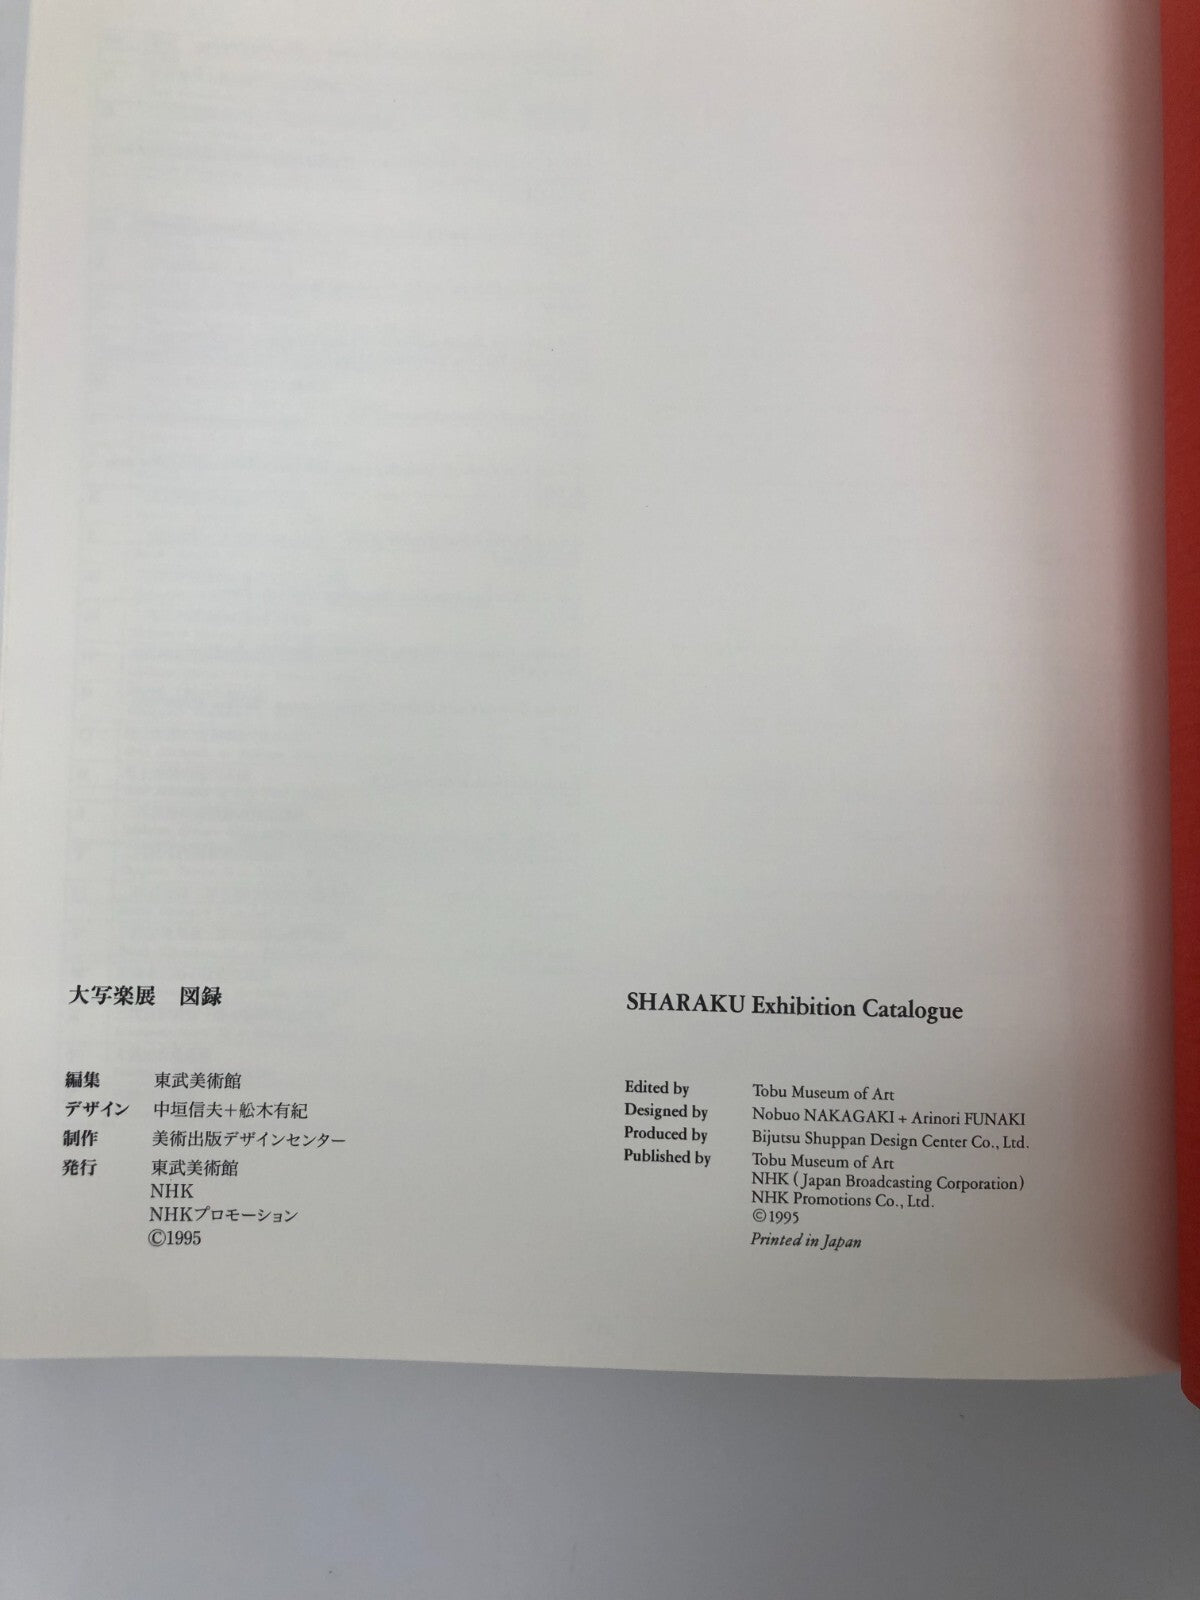 大写楽展　図録
編集　東武美術館
デザイン　中垣信夫＋舩木有紀
制作　美術出版デザインセンター
発行　東武美術館
NHK
NHKプロモーション
©1995
SHARAKU Exhibition Catalogue
Edited by Tobu Museum of Art
Designed by Nobuo NAKAGAKI + Arinori FUNAKI
Produced by Bijutsu Shuppan Design Center Co., Ltd.
Published by Tobu Museum of Art
NHK (Japan Broadcasting Corporation)
NHK Promotions Co., Ltd.
©1995
Printed in Japan